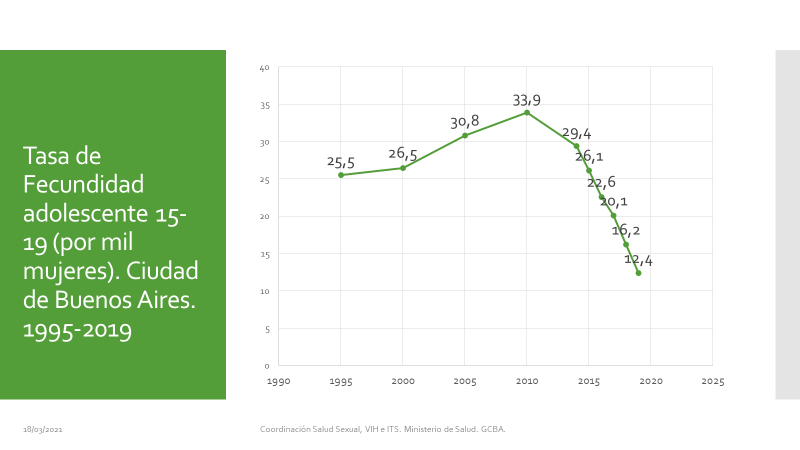 Tasa de
Fecundidad
adolescente 15-
19 (por mil
mujeres). Ciudad
de Buenos Aires.
1995-2019
40
35
30
25
20
15
10
5
0
25,5
26,5
30,8
33,9
29,4
26,1
22,6
20,1
16,2
12,4
1990 1995 2000 2005 2010 2015 2020 2025
18/03/2021
Coordinación Salud Sexual, VIH e ITS. Ministerio de Salud. GCBA.